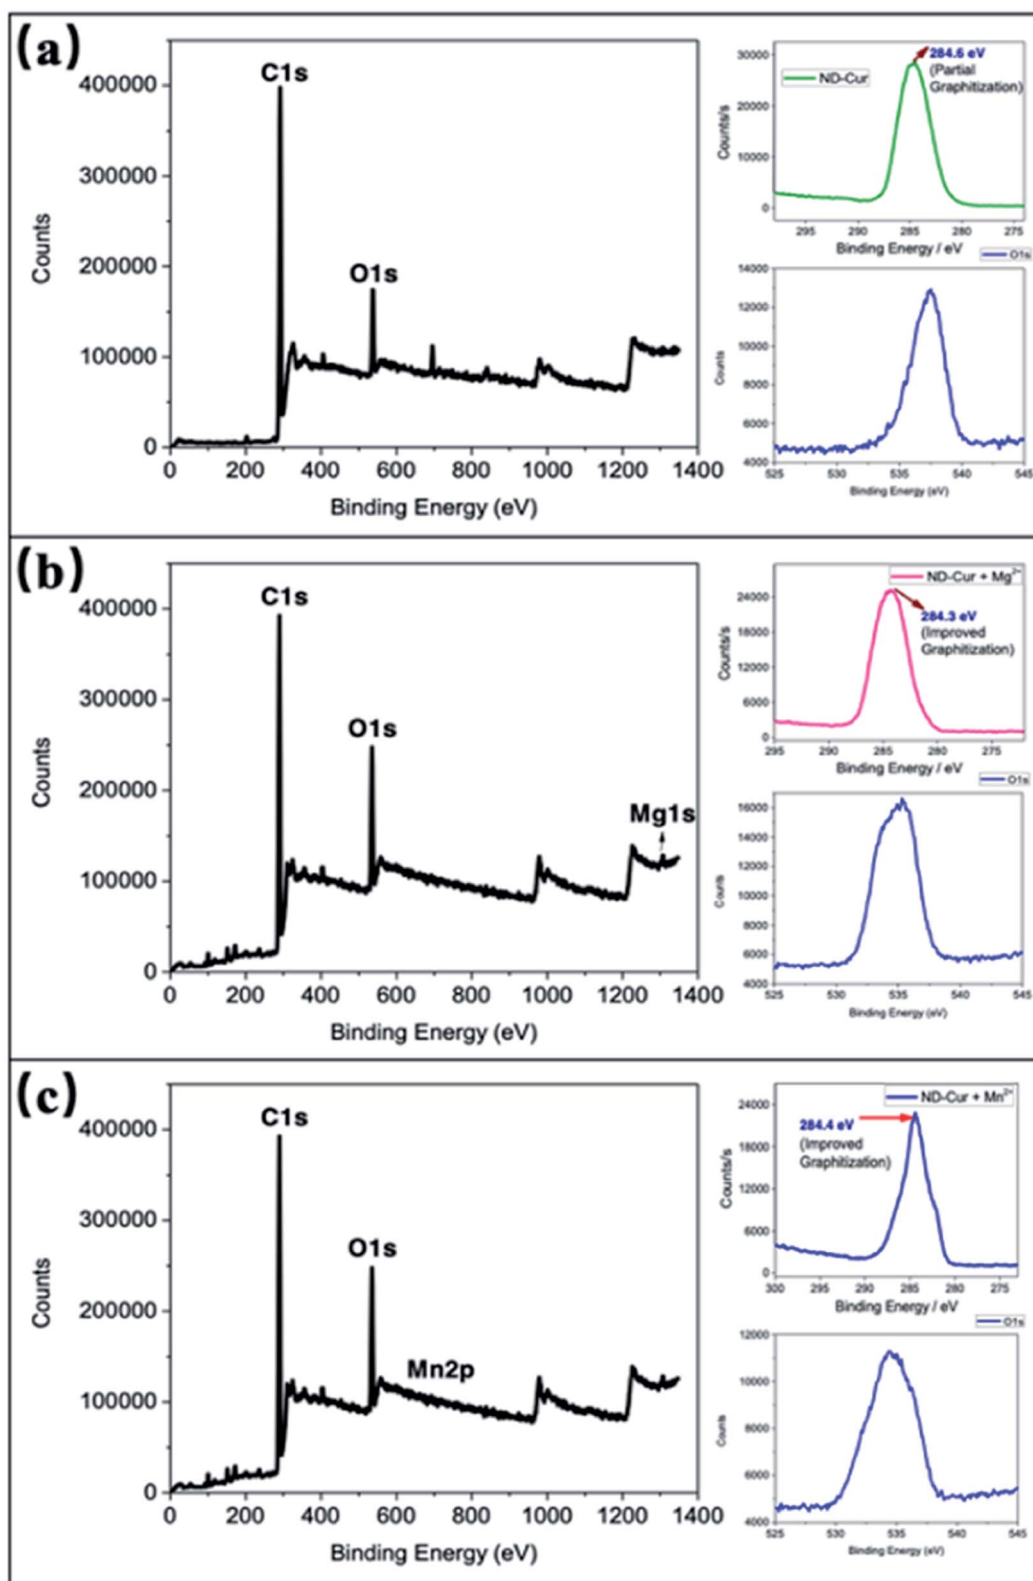 (a)
C1s
O1s
400000
300000
200000
100000
0
Counts
0 200 400 600 800 1000 1200 1400
Binding Energy (eV)
284.6 eV
(Partial
Graphitization)
ND-Cur
30000
20000
10000
0
Counts/s
295 290 285 280 275
Binding Energy / eV
O1s
14000
12000
10000
8000
6000
4000
Counts
525 530 535 540 545
Binding Energy (eV)
(b)
C1s
O1s
Mg1s
400000
300000
200000
100000
0
Counts
0 200 400 600 800 1000 1200 1400
Binding Energy (eV)
ND-Cur + Mg2+
284.3 eV
(Improved
Graphitization)
24000
18000
12000
6000
0
Counts/s
295 290 285 280 275
Binding Energy / eV
O1s
16000
14000
12000
10000
8000
6000
4000
Counts
525 530 535 540 545
Binding Energy (eV)
(c)
C1s
O1s
Mn2p
400000
300000
200000
100000
0
Counts
0 200 400 600 800 1000 1200 1400
Binding Energy (eV)
ND-Cur + Mn2+
284.4 eV
(Improved
Graphitization)
24000
18000
12000
6000
0
Counts/s
300 295 290 285 280 275
Binding Energy / eV
O1s
12000
10000
8000
6000
4000
Counts
525 530 535 540 545
Binding Energy (eV)